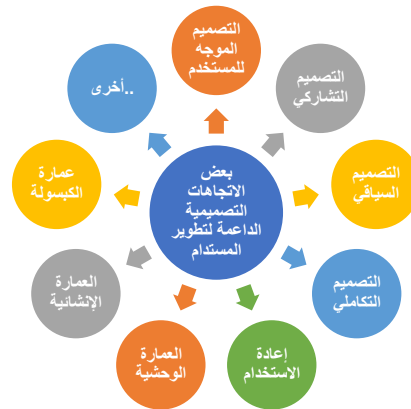 بعض
الاتجاهات
التصميمية
الداعمة لتطوير
المستدام
التصميم
الموجه
للمستخدم
التصميم
التشاركي
التصميم
السياقي
التصميم
التكاملي
إعادة
الاستخدام
العمارة
الوحشية
العمارة
الإنشائية
عمارة
الكبسولة
..أخرى